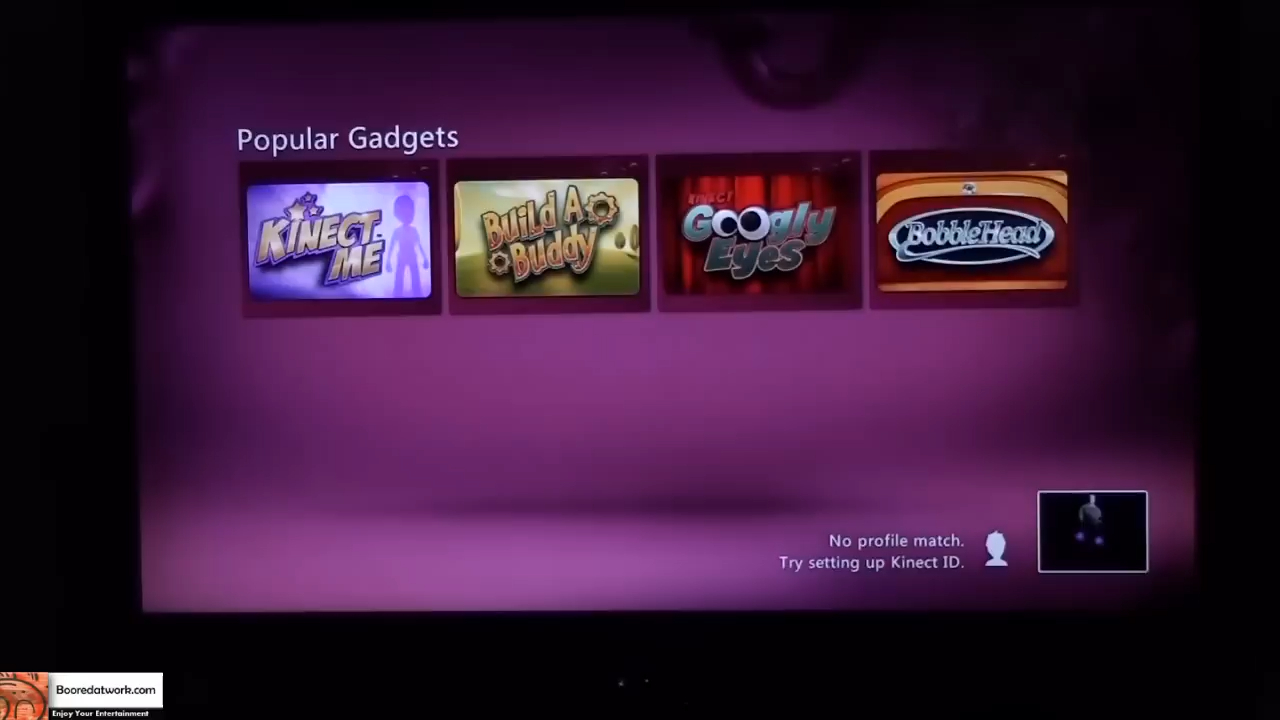 Popular Gadgets
KINECT
ME
Build A
Buddy
KINECT
Googly
Eyes
BobbleHead
No profile match.
Try setting up Kinect ID.
Booredatwork.com
Enjoy Your Entertainment